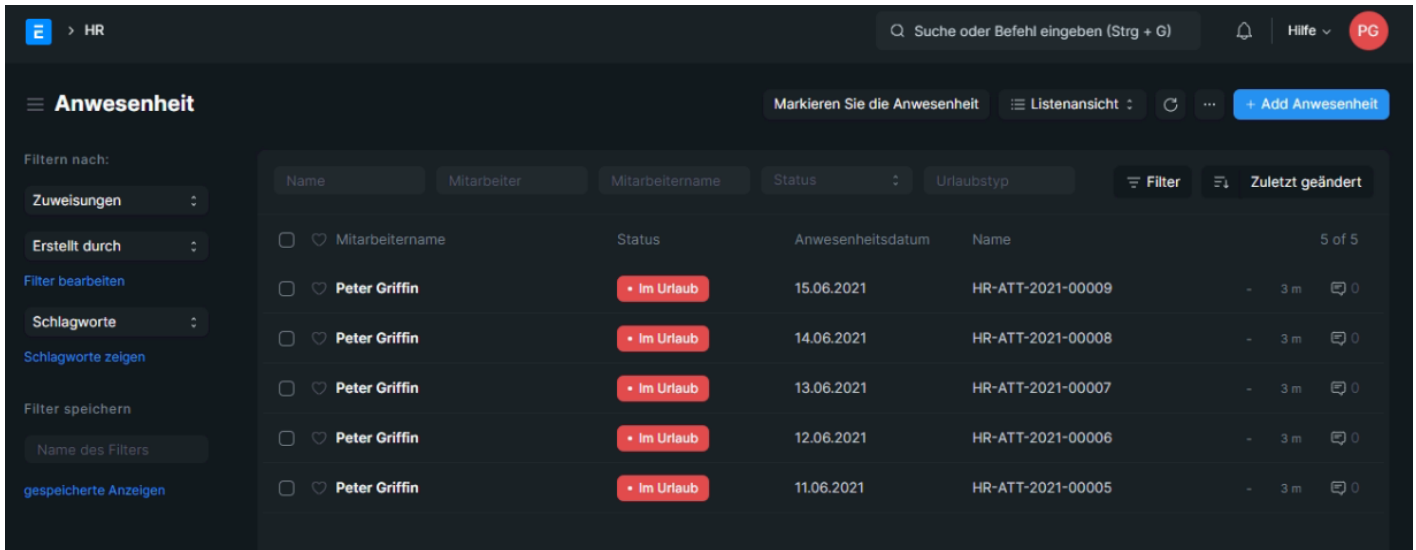 E > HR
Suche oder Befehl eingeben (Strg + G)
Hilfe
PG
Anwesenheit
Markieren Sie die Anwesenheit
Listenansicht
...
+ Add Anwesenheit
Filtern nach:
Zuweisungen
Erstellt durch
Filter bearbeiten
Schlagworte
Schlagworte zeigen
Filter speichern
Name des Filters
gespeicherte Anzeigen
Name Mitarbeiter Mitarbeitername Status Urlaubstyp Filter Zuletzt geändert
Mitarbeitername Status Anwesenheitsdatum Name 5 of 5
Peter Griffin • Im Urlaub 15.06.2021 HR-ATT-2021-00009 - 3 m 0
Peter Griffin • Im Urlaub 14.06.2021 HR-ATT-2021-00008 - 3 m 0
Peter Griffin • Im Urlaub 13.06.2021 HR-ATT-2021-00007 - 3 m 0
Peter Griffin • Im Urlaub 12.06.2021 HR-ATT-2021-00006 - 3 m 0
Peter Griffin • Im Urlaub 11.06.2021 HR-ATT-2021-00005 - 3 m 0